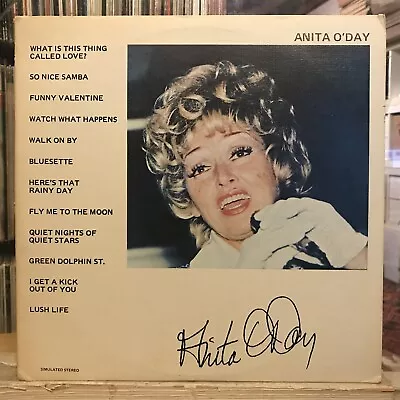 ANITA O'DAY
WHAT IS THIS THING
CALLED LOVE?
SO NICE SAMBA
FUNNY VALENTINE
WATCH WHAT HAPPENS
WALK ON BY
BLUESETTE
HERE'S THAT
RAINY DAY
FLY ME TO THE MOON
QUIET NIGHTS OF
QUIET STARS
GREEN DOLPHIN ST.
I GET A KICK
OUT OF YOU
LUSH LIFE
Anita O'Day
SIMULATED STEREO